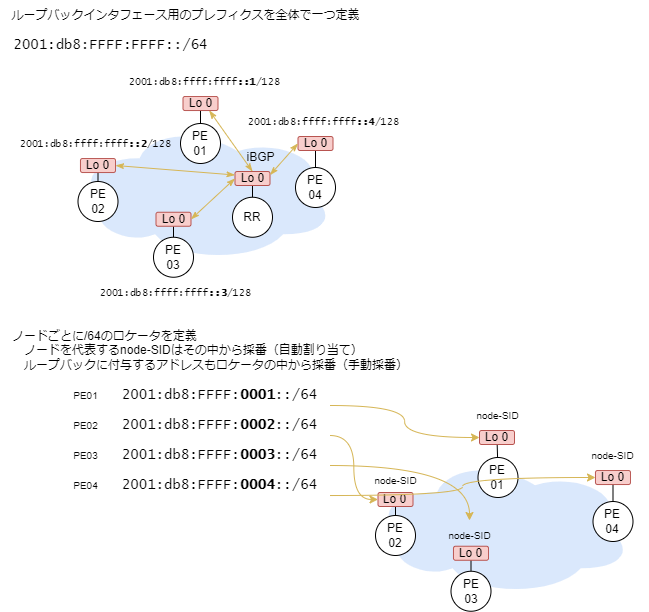 ループバックインタフェース用のプレフィクスを全体で一つ定義
2001:db8:FFFF:FFFF::/64
2001:db8:ffff:ffff::1/128
Lo 0
2001:db8:ffff:ffff::4/128
PE
01
Lo 0
2001:db8:ffff:ffff::2/128
iBGP
Lo 0
Lo 0
PE
04
PE
02
Lo 0
RR
PE
03
2001:db8:ffff:ffff::3/128
ノードごとに/64のロケータを定義
ノードを代表するnode-SIDはその中から採番（自動割り当て）
ループバックに付与するアドレスもロケータの中から採番（手動採番）
PE01 2001:db8:FFFF:0001::/64
PE02 2001:db8:FFFF:0002::/64
PE03 2001:db8:FFFF:0003::/64
PE04 2001:db8:FFFF:0004::/64
node-SID
Lo 0
PE
01
node-SID
Lo 0
PE
04
node-SID
Lo 0
PE
02
node-SID
Lo 0
PE
03